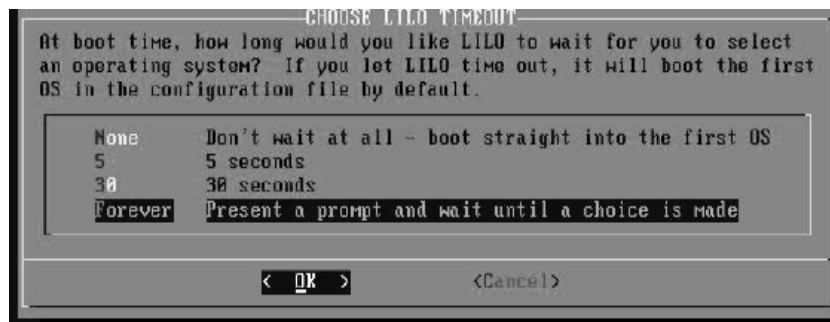 CHOOSE LILO TIMEOUT
At boot time, how long would you like LILO to wait for you to select
an operating system? If you let LILO time out, it will boot the first
OS in the configuration file by default.
None Don't wait at all - boot straight into the first OS
5 5 seconds
30 30 seconds
Forever Present a prompt and wait until a choice is made
< OK > <Cancel>